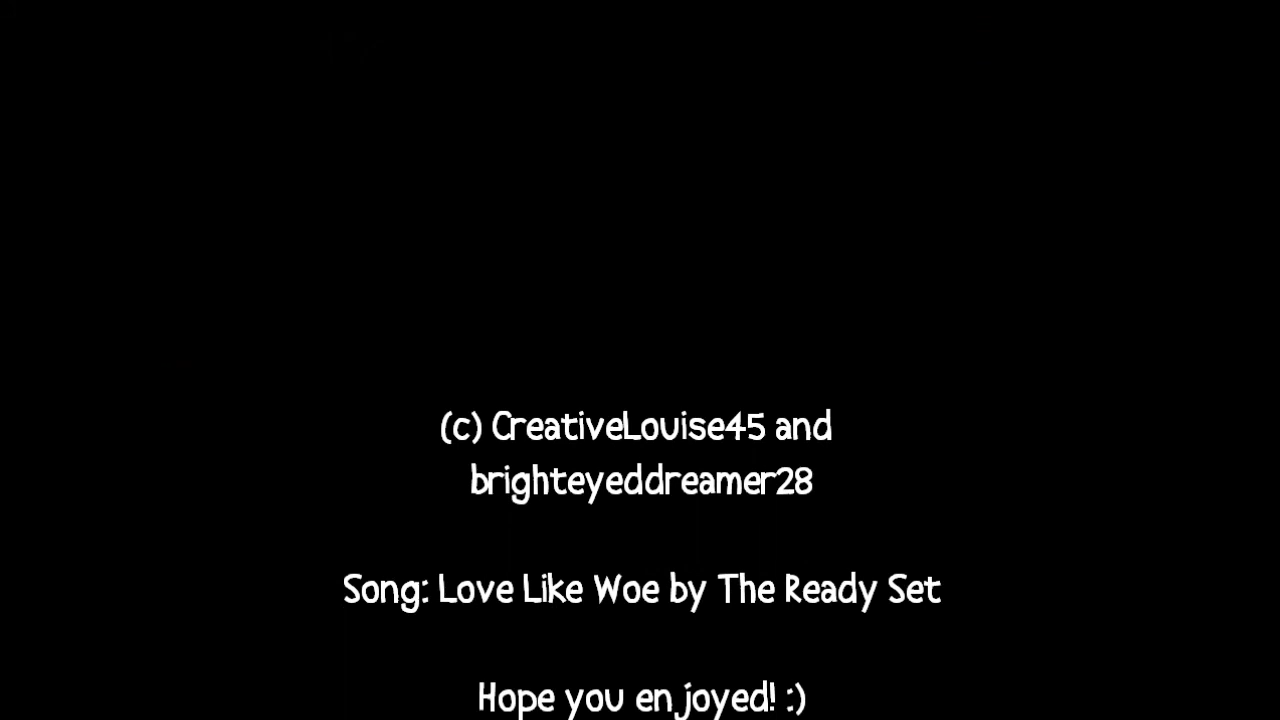 (c) CreativeLouise45 and
brighteyeddreamer28
Song: Love Like Woe by The Ready Set
Hope you enjoyed! :)